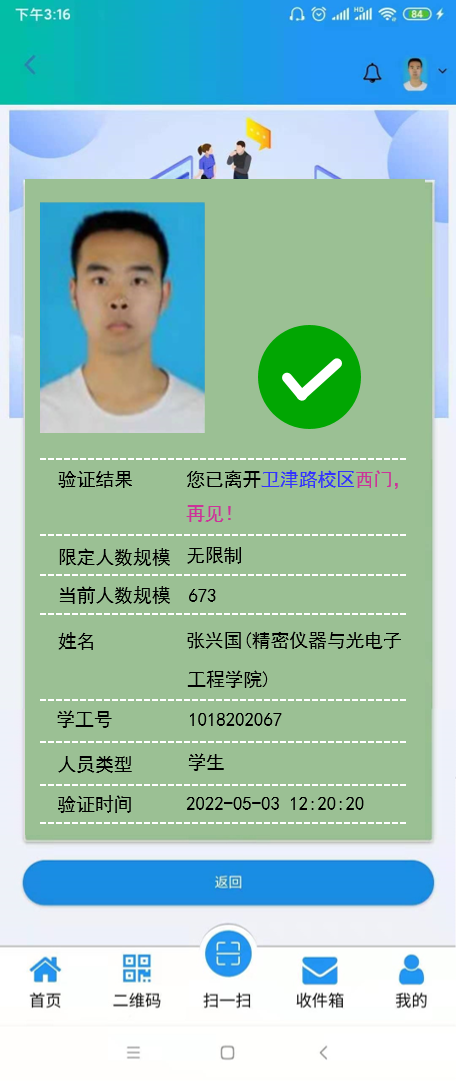 下午3:16
HD
84
验证结果 您已离开卫津路校区西门，
再见！
限定人数规模 无限制
当前人数规模 673
姓名 张兴国(精密仪器与光电子
工程学院)
学工号 1018202067
人员类型 学生
验证时间 2022-05-03 12:20:20
返回
首页 二维码 扫一扫 收件箱 我的